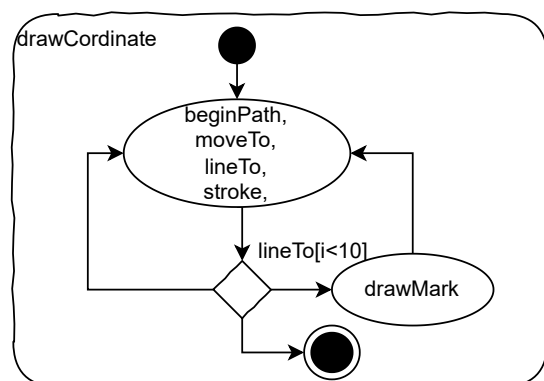 drawCordinate
beginPath,
moveTo,
lineTo,
stroke,
lineTo[i<10]
drawMark